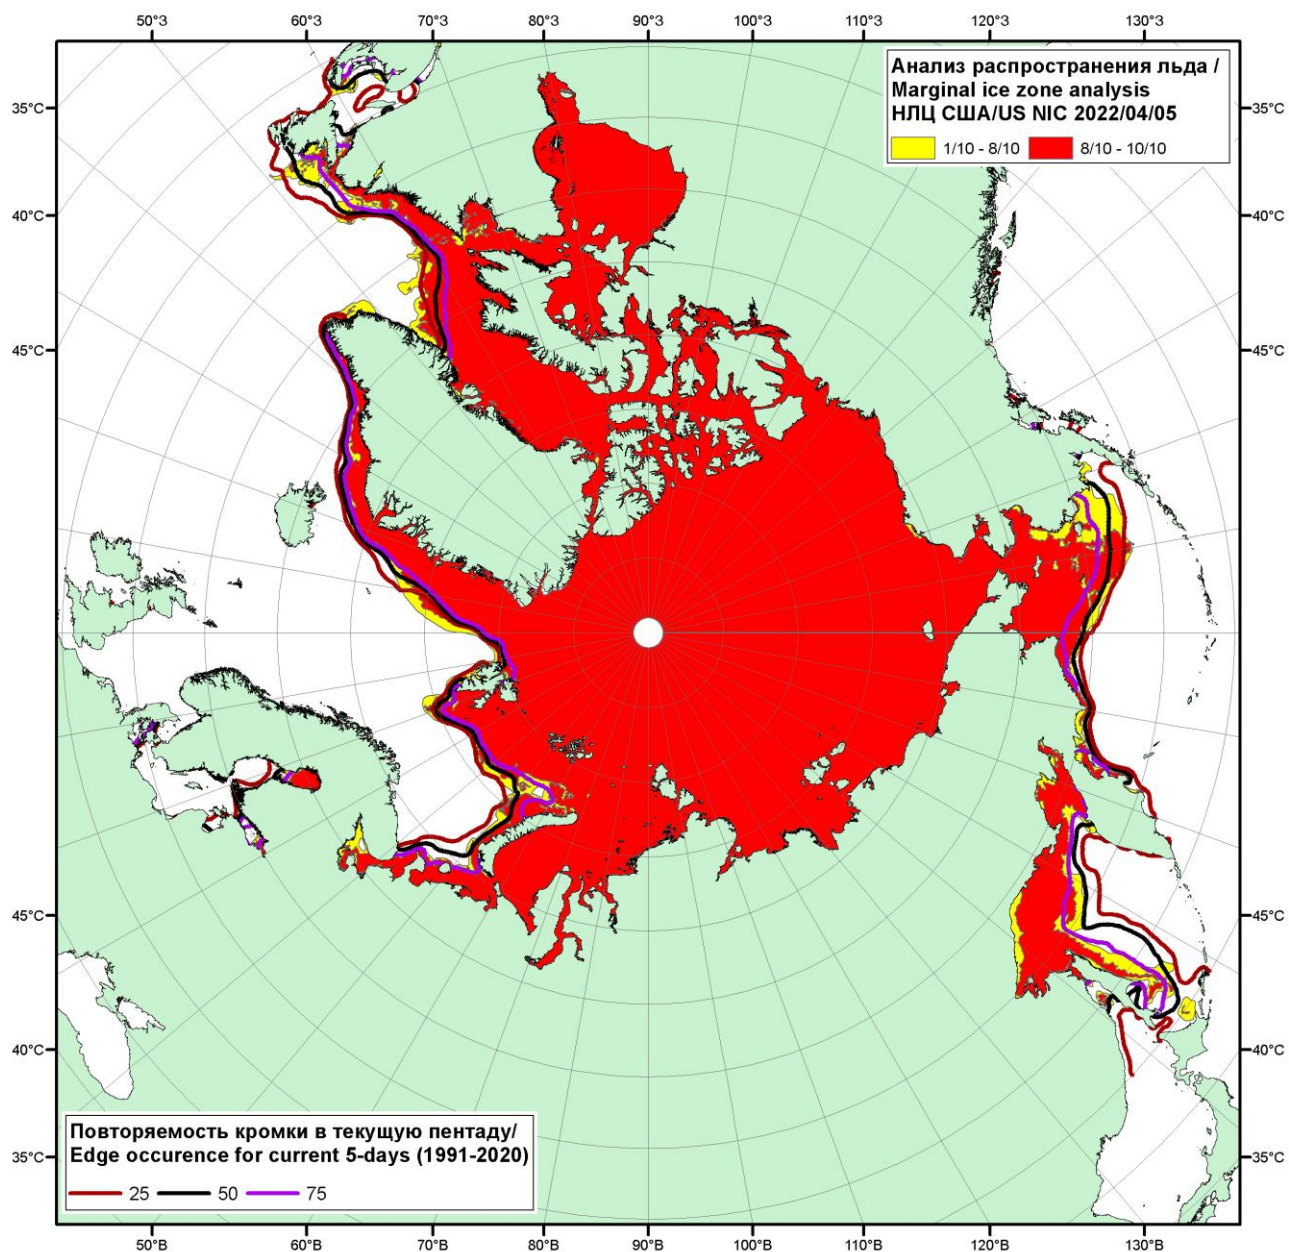 50°З 60°З 70°З 80°З 90°З 100°З 110°З 120°З 130°З
Анализ распространения льда /
Marginal ice zone analysis
НЛЦ США/US NIC 2022/04/05
1/10 - 8/10 8/10 - 10/10
35°С 35°С
40°С 40°С
45°С 45°С
45°С 45°С
40°С 40°С
35°С 35°С
Повторяемость кромки в текущую пентаду/
Edge occurence for current 5-days (1991-2020)
25 50 75
50°В 60°В 70°В 80°В 90°В 100°В 110°В 120°В 130°В